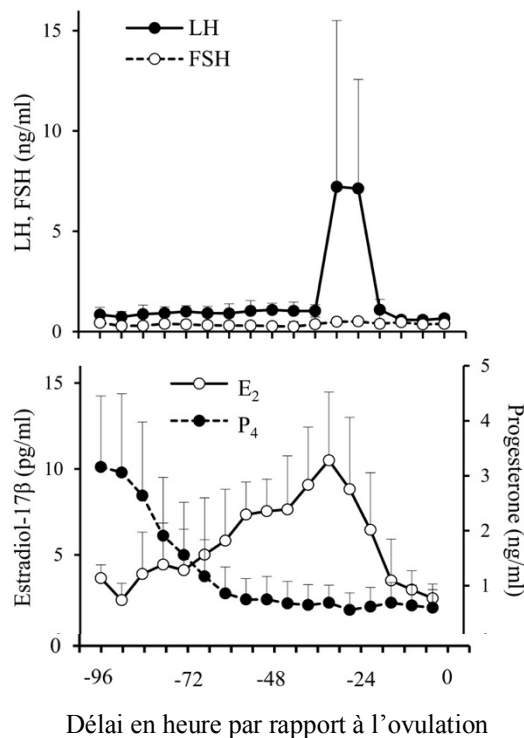 15
10
5
0
LH, FSH (ng/ml)
LH
FSH
15
10
5
0
Estradiol-17β (pg/ml)
E₂
P₄
5
4
3
2
1
Progesterone (ng/ml)
-96 -72 -48 -24 0
Délai en heure par rapport à l’ovulation